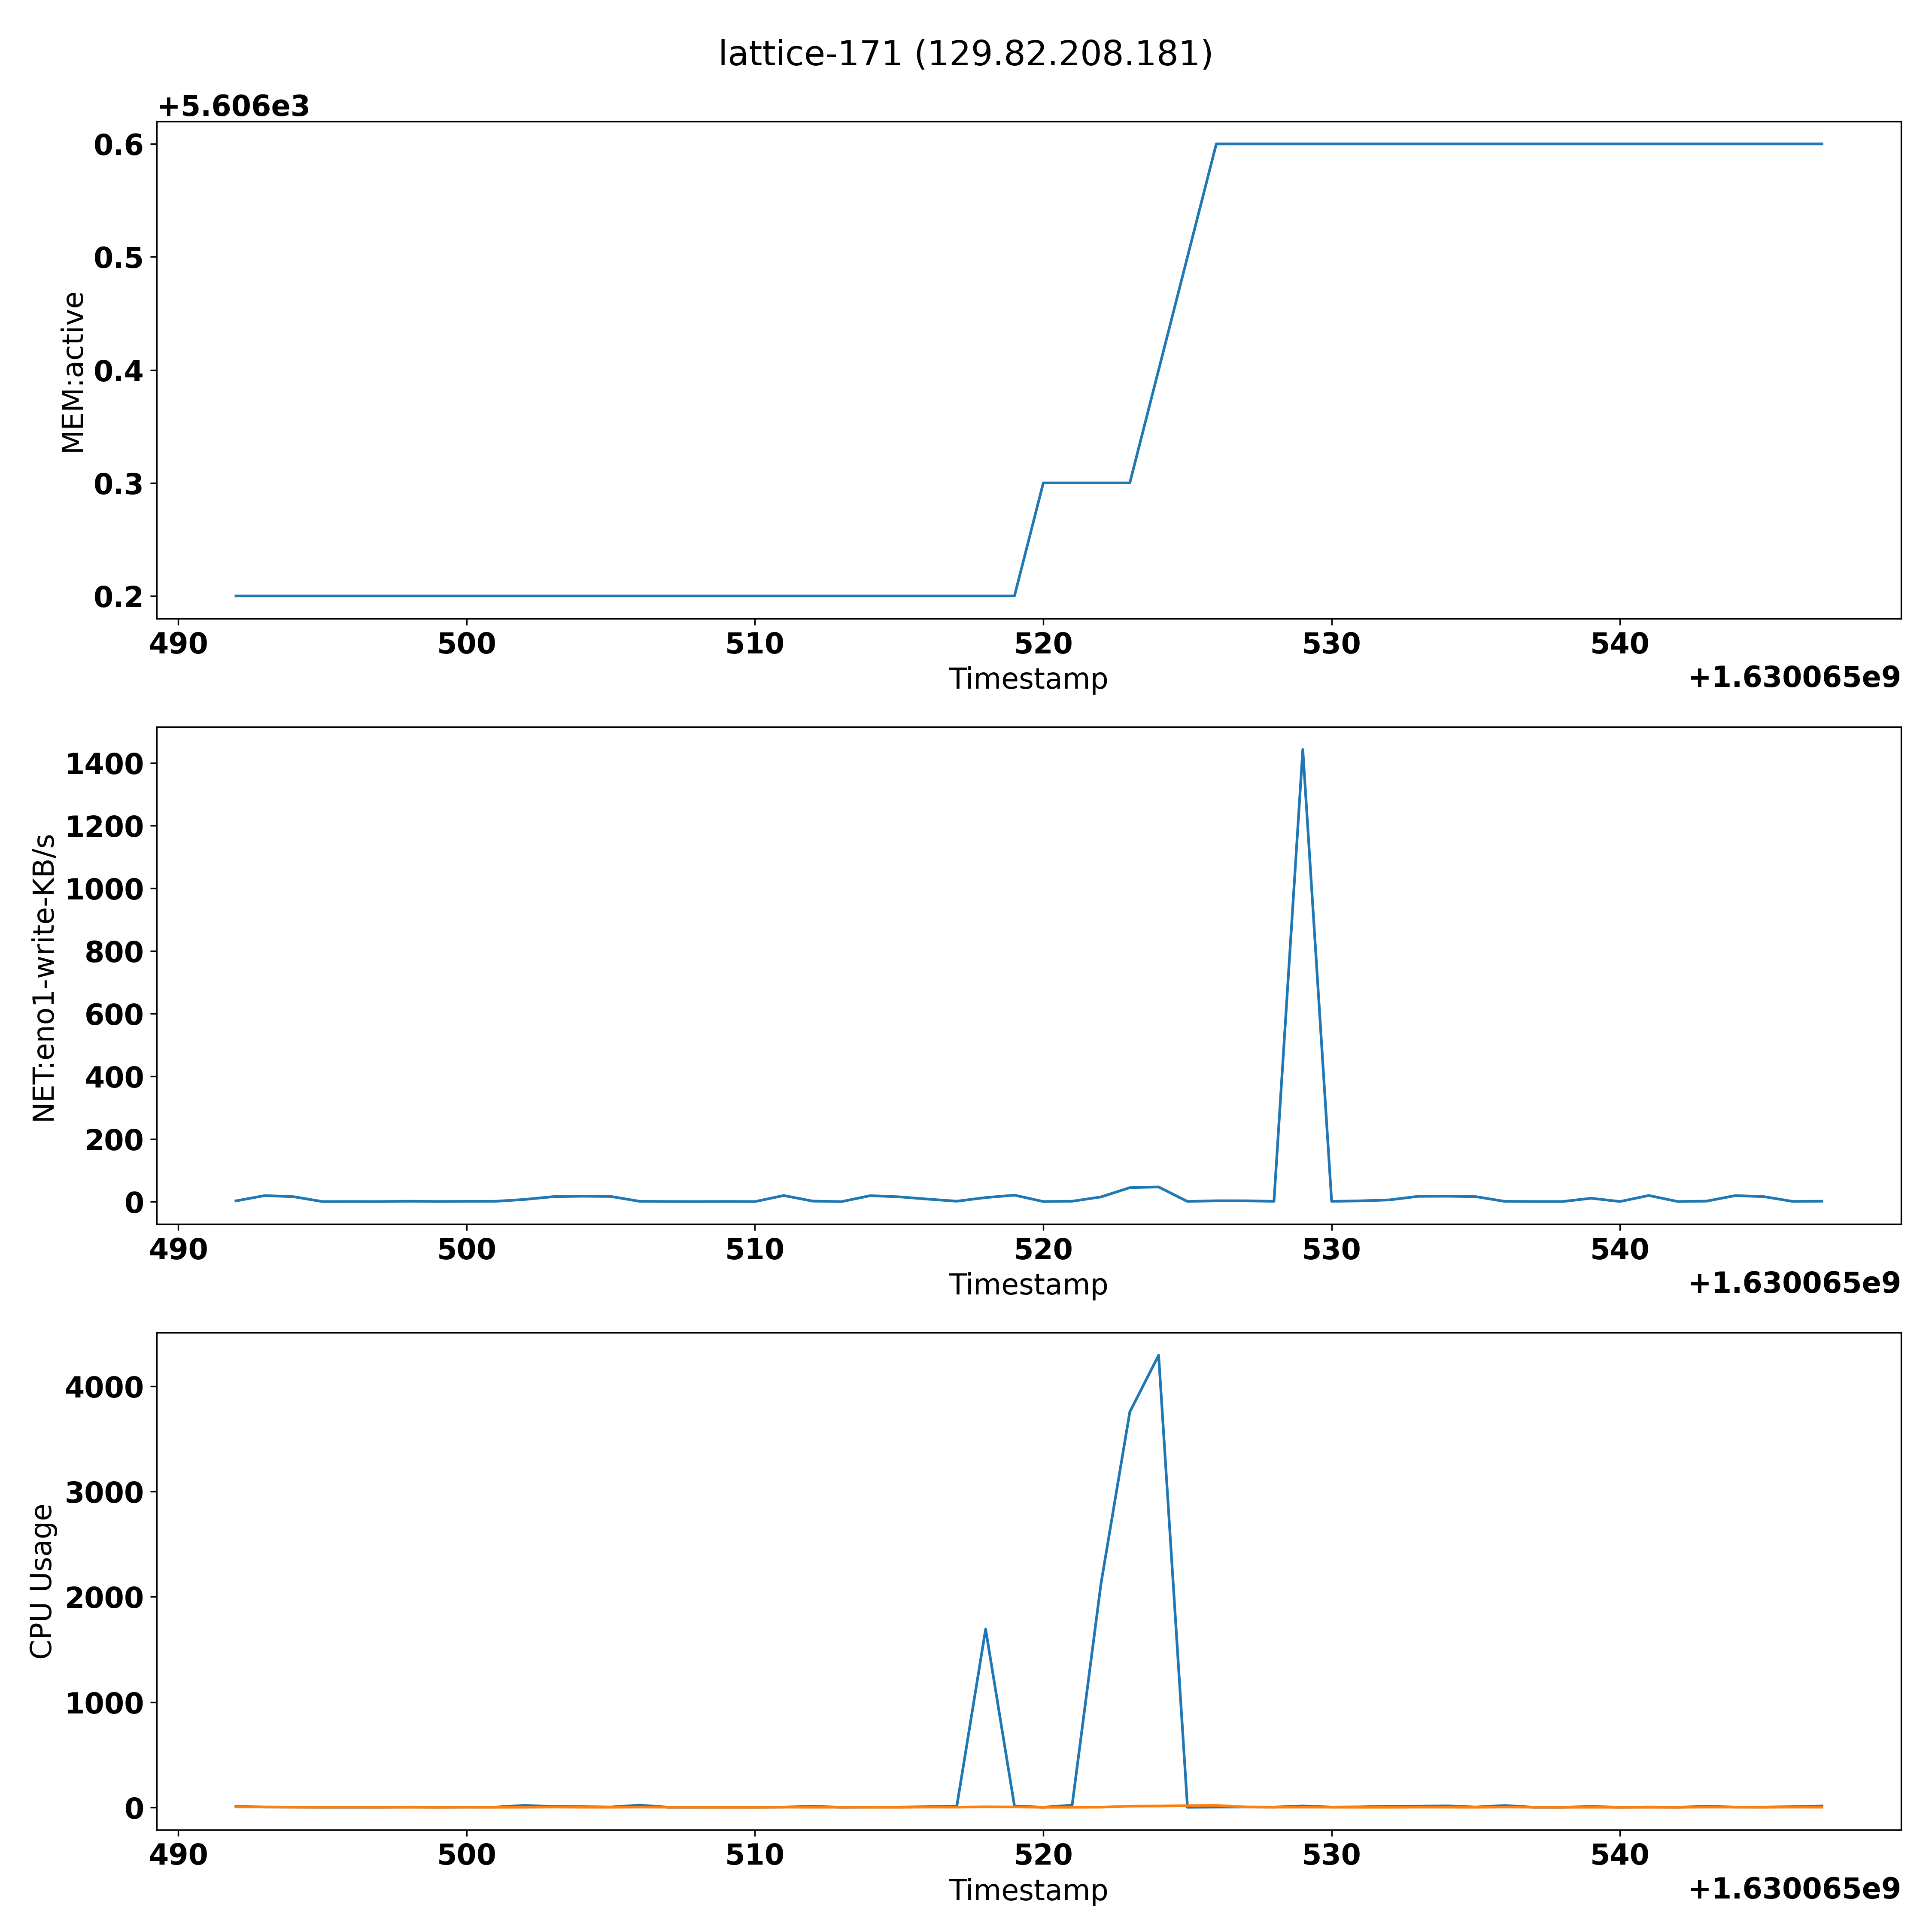 lattice-171 (129.82.208.181)
+5.606e3
0.6
0.5
0.4
0.3
0.2
MEM:active
490 500 510 520 530 540
Timestamp
+1.630065e9
1400
1200
1000
800
600
400
200
0
NET:eno1-write-KB/s
490 500 510 520 530 540
Timestamp
+1.630065e9
4000
3000
2000
1000
0
CPU Usage
490 500 510 520 530 540
Timestamp
+1.630065e9